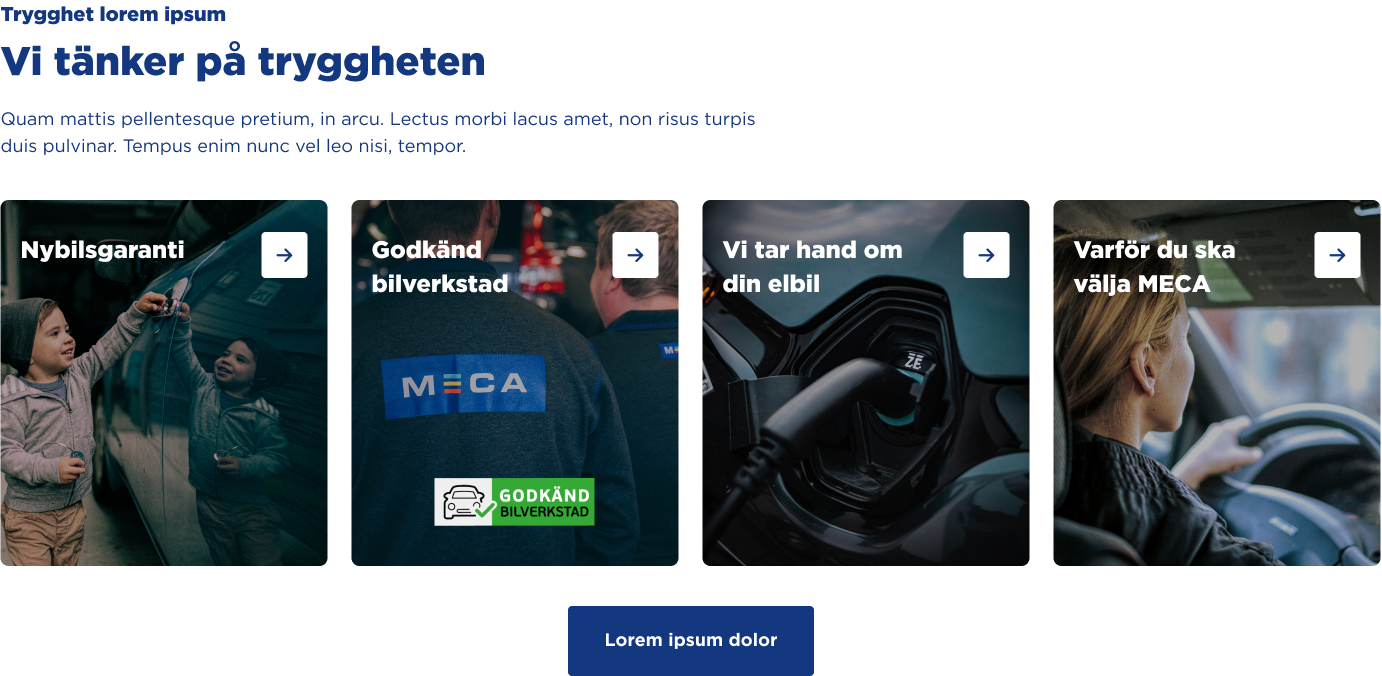 Trygghet lorem ipsum
Vi tänker på tryggheten
Quam mattis pellentesque pretium, in arcu. Lectus morbi lacus amet, non risus turpis
duis pulvinar. Tempus enim nunc vel leo nisi, tempor.
Nybilsgaranti
Godkänd
bilverkstad
MECA
GODKÄND
BILVERKSTAD
Vi tar hand om
din elbil
ZE
Varför du ska
välja MECA
Lorem ipsum dolor